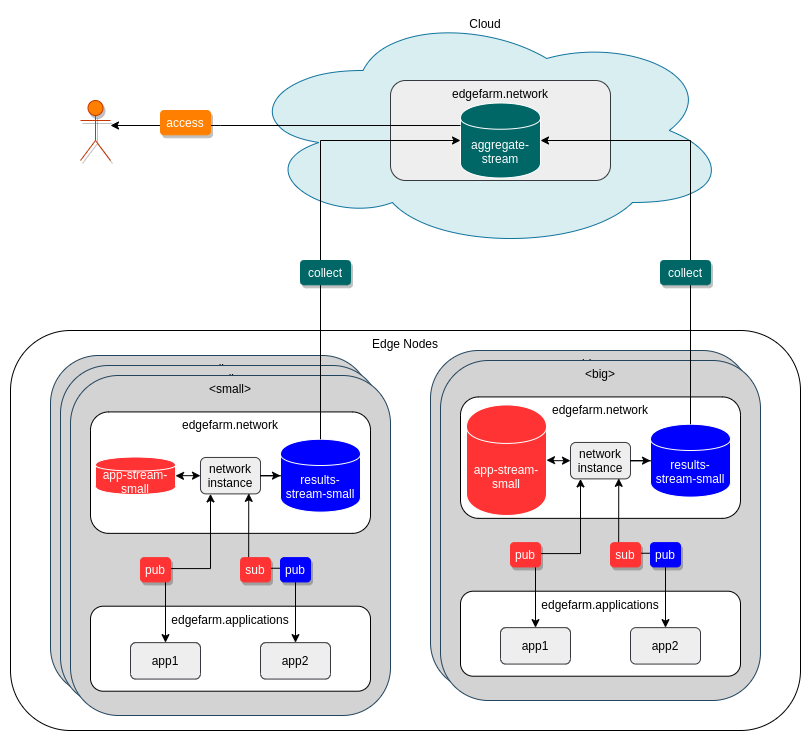 Cloud
edgefarm.network
access
aggregate-
stream
collect
collect
Edge Nodes
<small>
edgefarm.network
app-stream-
small
network
instance
results-
stream-small
pub
sub
pub
edgefarm.applications
app1
app2
<big>
edgefarm.network
app-stream-
small
network
instance
results-
stream-small
pub
sub
pub
edgefarm.applications
app1
app2